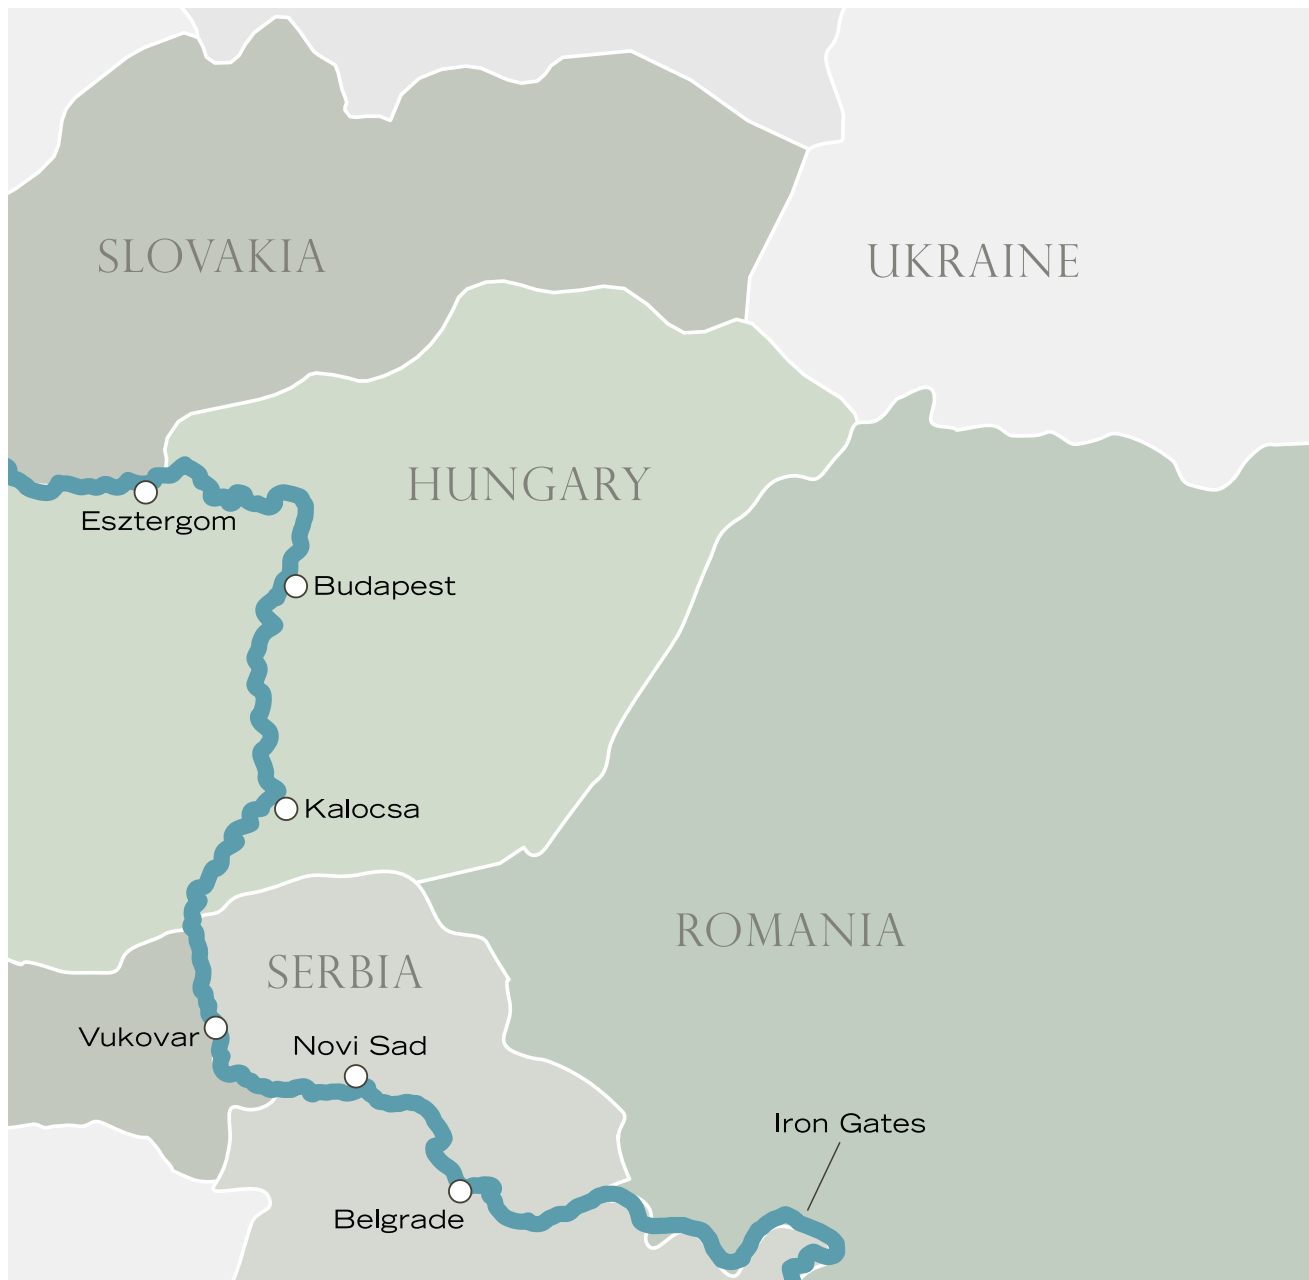 SLOVAKIA
UKRAINE
HUNGARY
Esztergom
Budapest
Kalocsa
ROMANIA
SERBIA
Vukovar
Novi Sad
Iron Gates
Belgrade